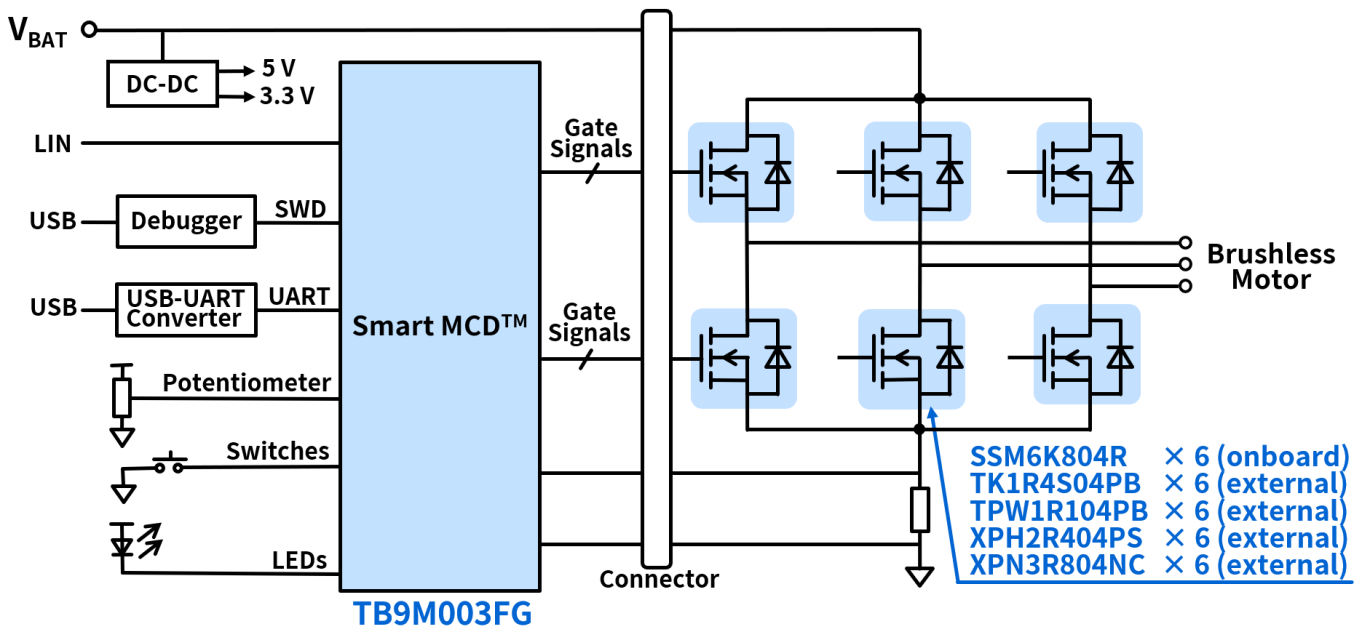 VBAT
DC-DC
5 V
3.3 V
LIN
USB
Debugger
SWD
USB
USB-UART
Converter
UART
Potentiometer
Switches
LEDs
Smart MCD™
TB9M003FG
Gate
Signals
Gate
Signals
Connector
Brushless
Motor
SSM6K804R × 6 (onboard)
TK1R4S04PB × 6 (external)
TPW1R104PB × 6 (external)
XPH2R404PS × 6 (external)
XPN3R804NC × 6 (external)